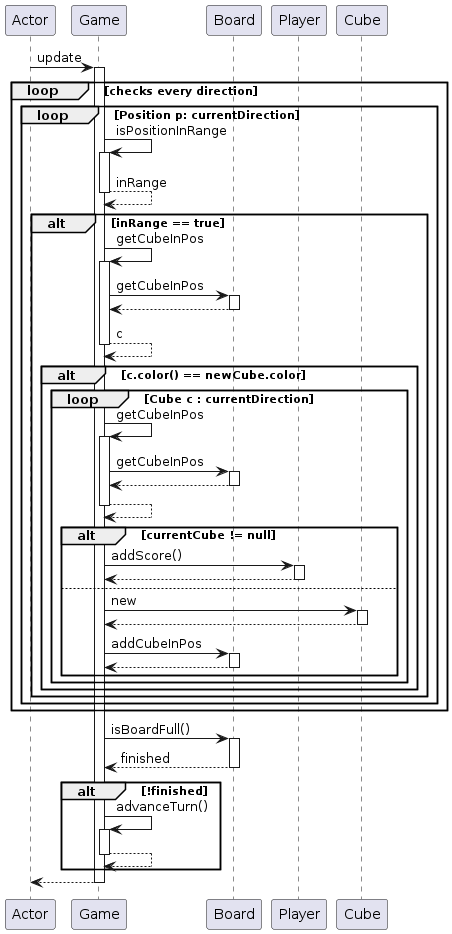 Actor Game Board Player Cube
update
loop [checks every direction]
loop [Position p: currentDirection]
isPositionInRange
inRange
alt [inRange == true]
getCubeInPos
getCubeInPos
c
alt [c.color() == newCube.color]
loop [Cube c : currentDirection]
getCubeInPos
getCubeInPos
alt [currentCube != null]
addScore()
new
addCubeInPos
isBoardFull()
finished
alt [!finished]
advanceTurn()
Actor Game Board Player Cube